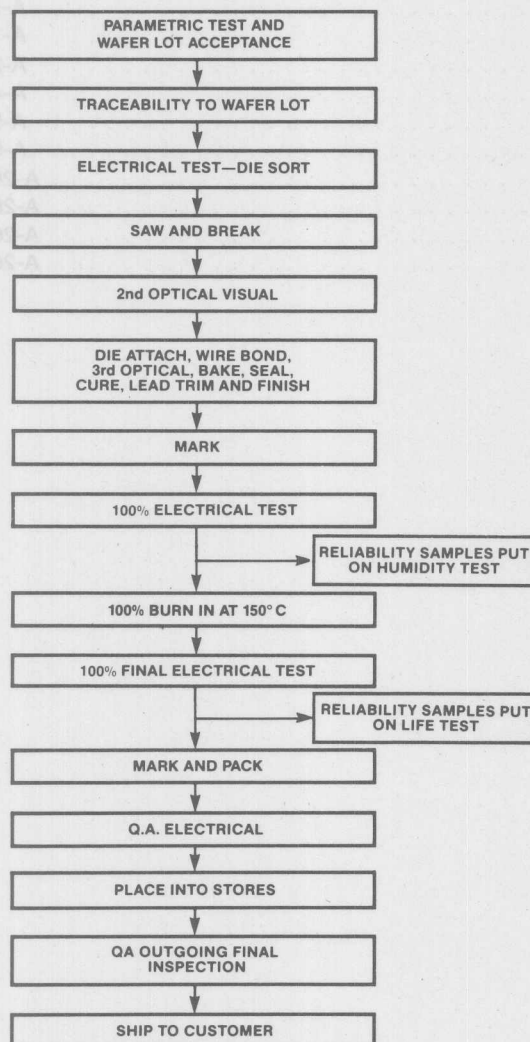 PARAMETRIC TEST AND
WAFER LOT ACCEPTANCE
TRACEABILITY TO WAFER LOT
ELECTRICAL TEST—DIE SORT
SAW AND BREAK
2nd OPTICAL VISUAL
DIE ATTACH, WIRE BOND,
3rd OPTICAL, BAKE, SEAL,
CURE, LEAD TRIM AND FINISH
MARK
100% ELECTRICAL TEST
RELIABILITY SAMPLES PUT
ON HUMIDITY TEST
100% BURN IN AT 150°C
100% FINAL ELECTRICAL TEST
RELIABILITY SAMPLES PUT
ON LIFE TEST
MARK AND PACK
Q.A. ELECTRICAL
PLACE INTO STORES
QA OUTGOING FINAL
INSPECTION
SHIP TO CUSTOMER